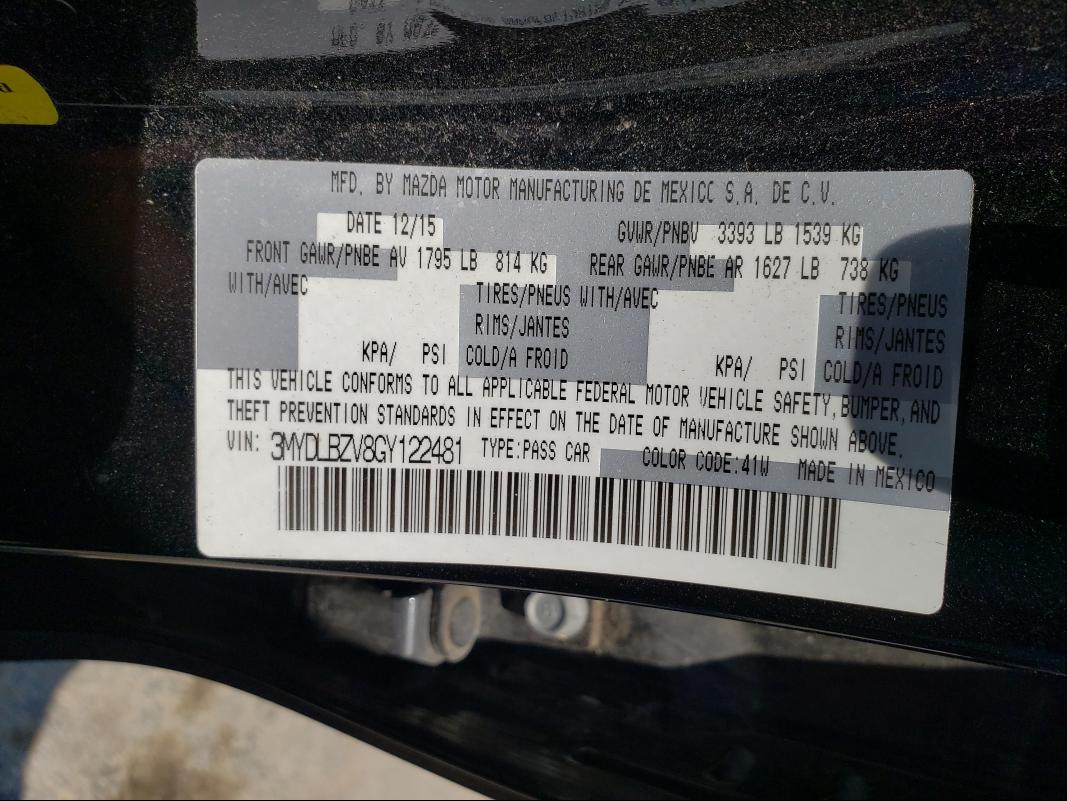 MFD. BY MAZDA MOTOR MANUFACTURING DE MEXICO S.A. DE C.V.
DATE 12/15 GVWR/PNBV 3393 LB 1539 KG
FRONT GAWR/PNBE AV 1795 LB 814 KG REAR GAWR/PNBE AR 1627 LB 738 KG
WITH/AVEC TIRES/PNEUS WITH/AVEC TIRES/PNEUS
RIMS/JANTES RIMS/JANTES
KPA/ PSI COLD/A FROID KPA/ PSI COLD/A FROID
THIS VEHICLE CONFORMS TO ALL APPLICABLE FEDERAL MOTOR VEHICLE SAFETY, BUMPER, AND
THEFT PREVENTION STANDARDS IN EFFECT ON THE DATE OF MANUFACTURE SHOWN ABOVE.
VIN: 3MYDLBZV8GY122481 TYPE:PASS CAR COLOR CODE:41W MADE IN MEXICO